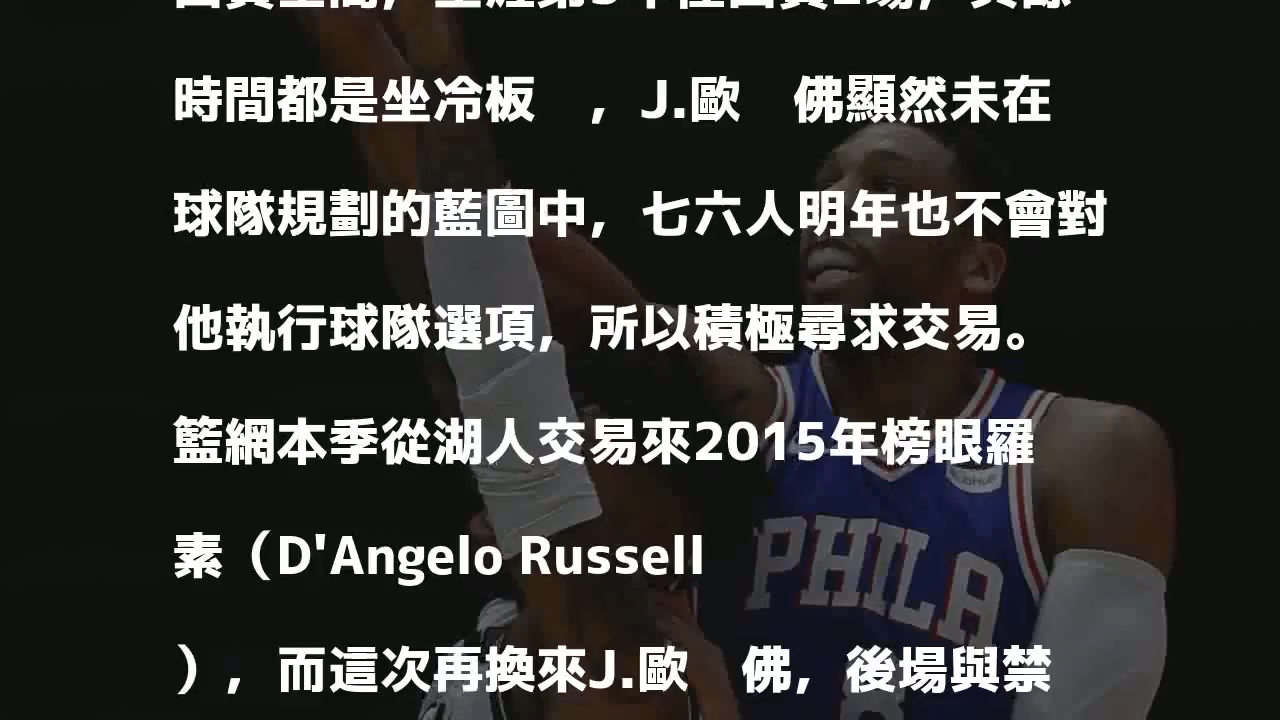 時間都是坐冷板　，J.歐　佛顯然未在
球隊規劃的藍圖中，七六人明年也不會對
他執行球隊選項，所以積極尋求交易。
籃網本季從湖人交易來2015年榜眼羅
素（D'Angelo Russell
），而這次再換來J.歐　佛，後場與禁
PHILA